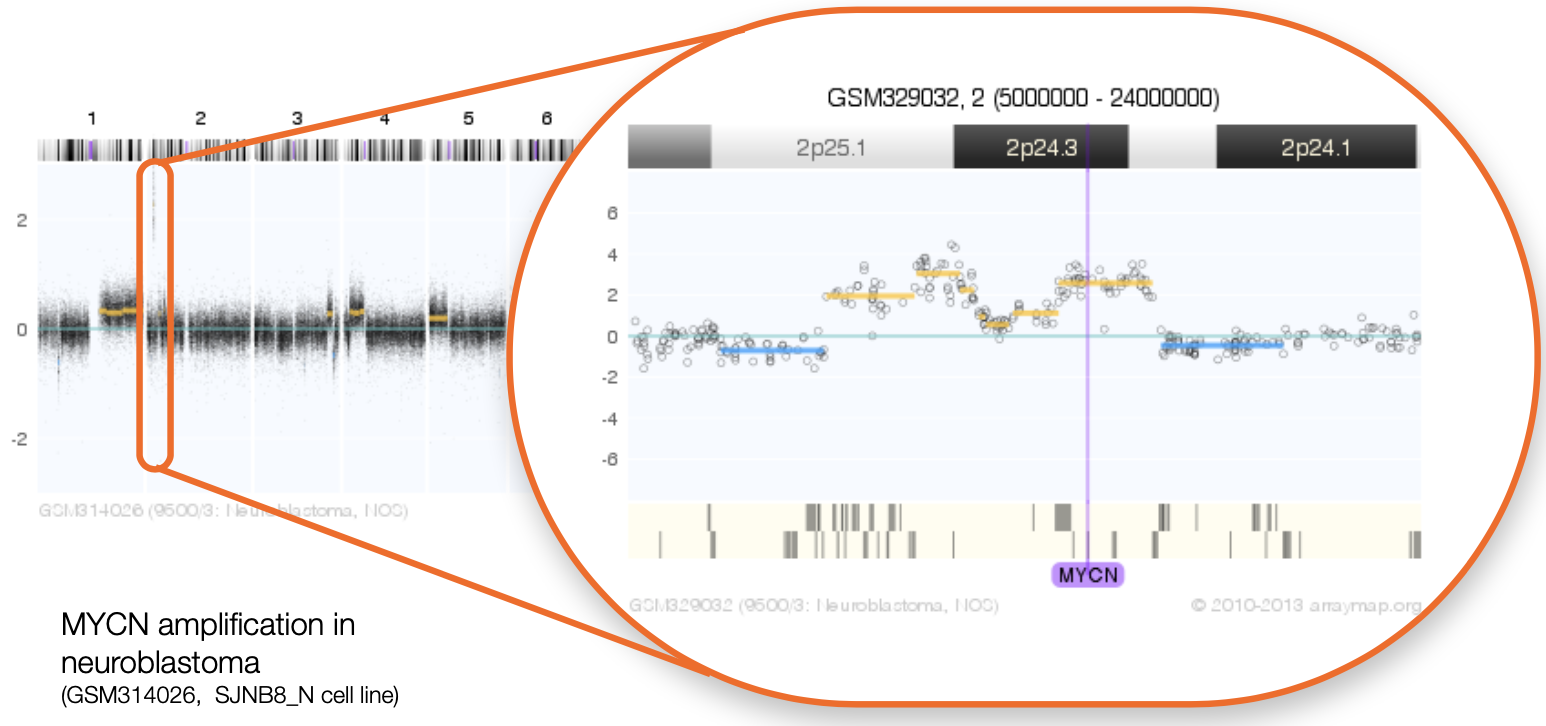 1 2 3 4 5 6
2
0
-2
GSM314026 (9500/3: Neuroblastoma, NOS)
MYCN amplification in
neuroblastoma
(GSM314026, SJNB8_N cell line)
GSM329032, 2 (5000000 - 24000000)
2p25.1 2p24.3 2p24.1
6
4
2
0
-2
-4
-6
MYCN
GSM329032 (9500/3: Neuroblastoma, NOS) © 2010-2013 arraymap.org